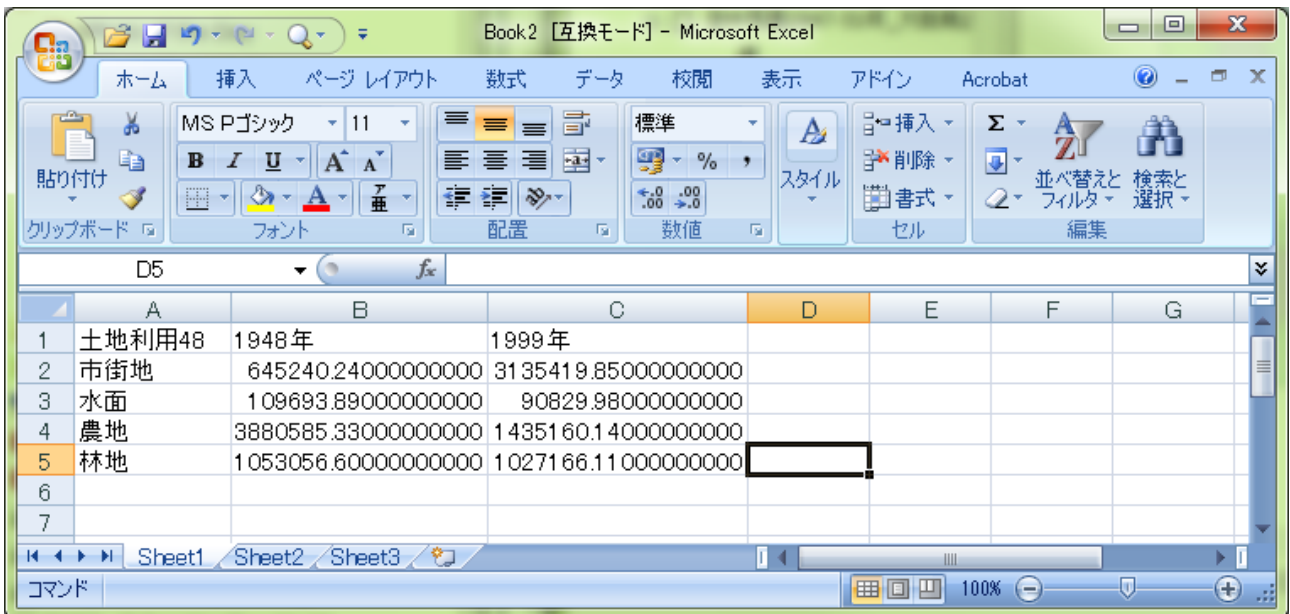 Book2 [互換モード] - Microsoft Excel
ホーム 挿入 ページ レイアウト 数式 データ 校閲 表示 アドイン Acrobat
貼り付け
クリップボード
MS Pゴシック 11
B I U A A
A ア 亜
フォント
配置
標準
% ,
.0 .00 .00 .0
数値
A
スタイル
挿入
削除
書式
セル
Σ
A Z
並べ替えと フィルタ
検索と 選択
編集
D5 fx
A B C D E F G
1 土地利用48 1948年 1999年
2 市街地 645240.24000000000 3135419.85000000000
3 水面 109693.89000000000 90829.98000000000
4 農地 3880585.33000000000 1435160.14000000000
5 林地 1053056.60000000000 1027166.11000000000
6
7
Sheet1 Sheet2 Sheet3
コマンド 100%